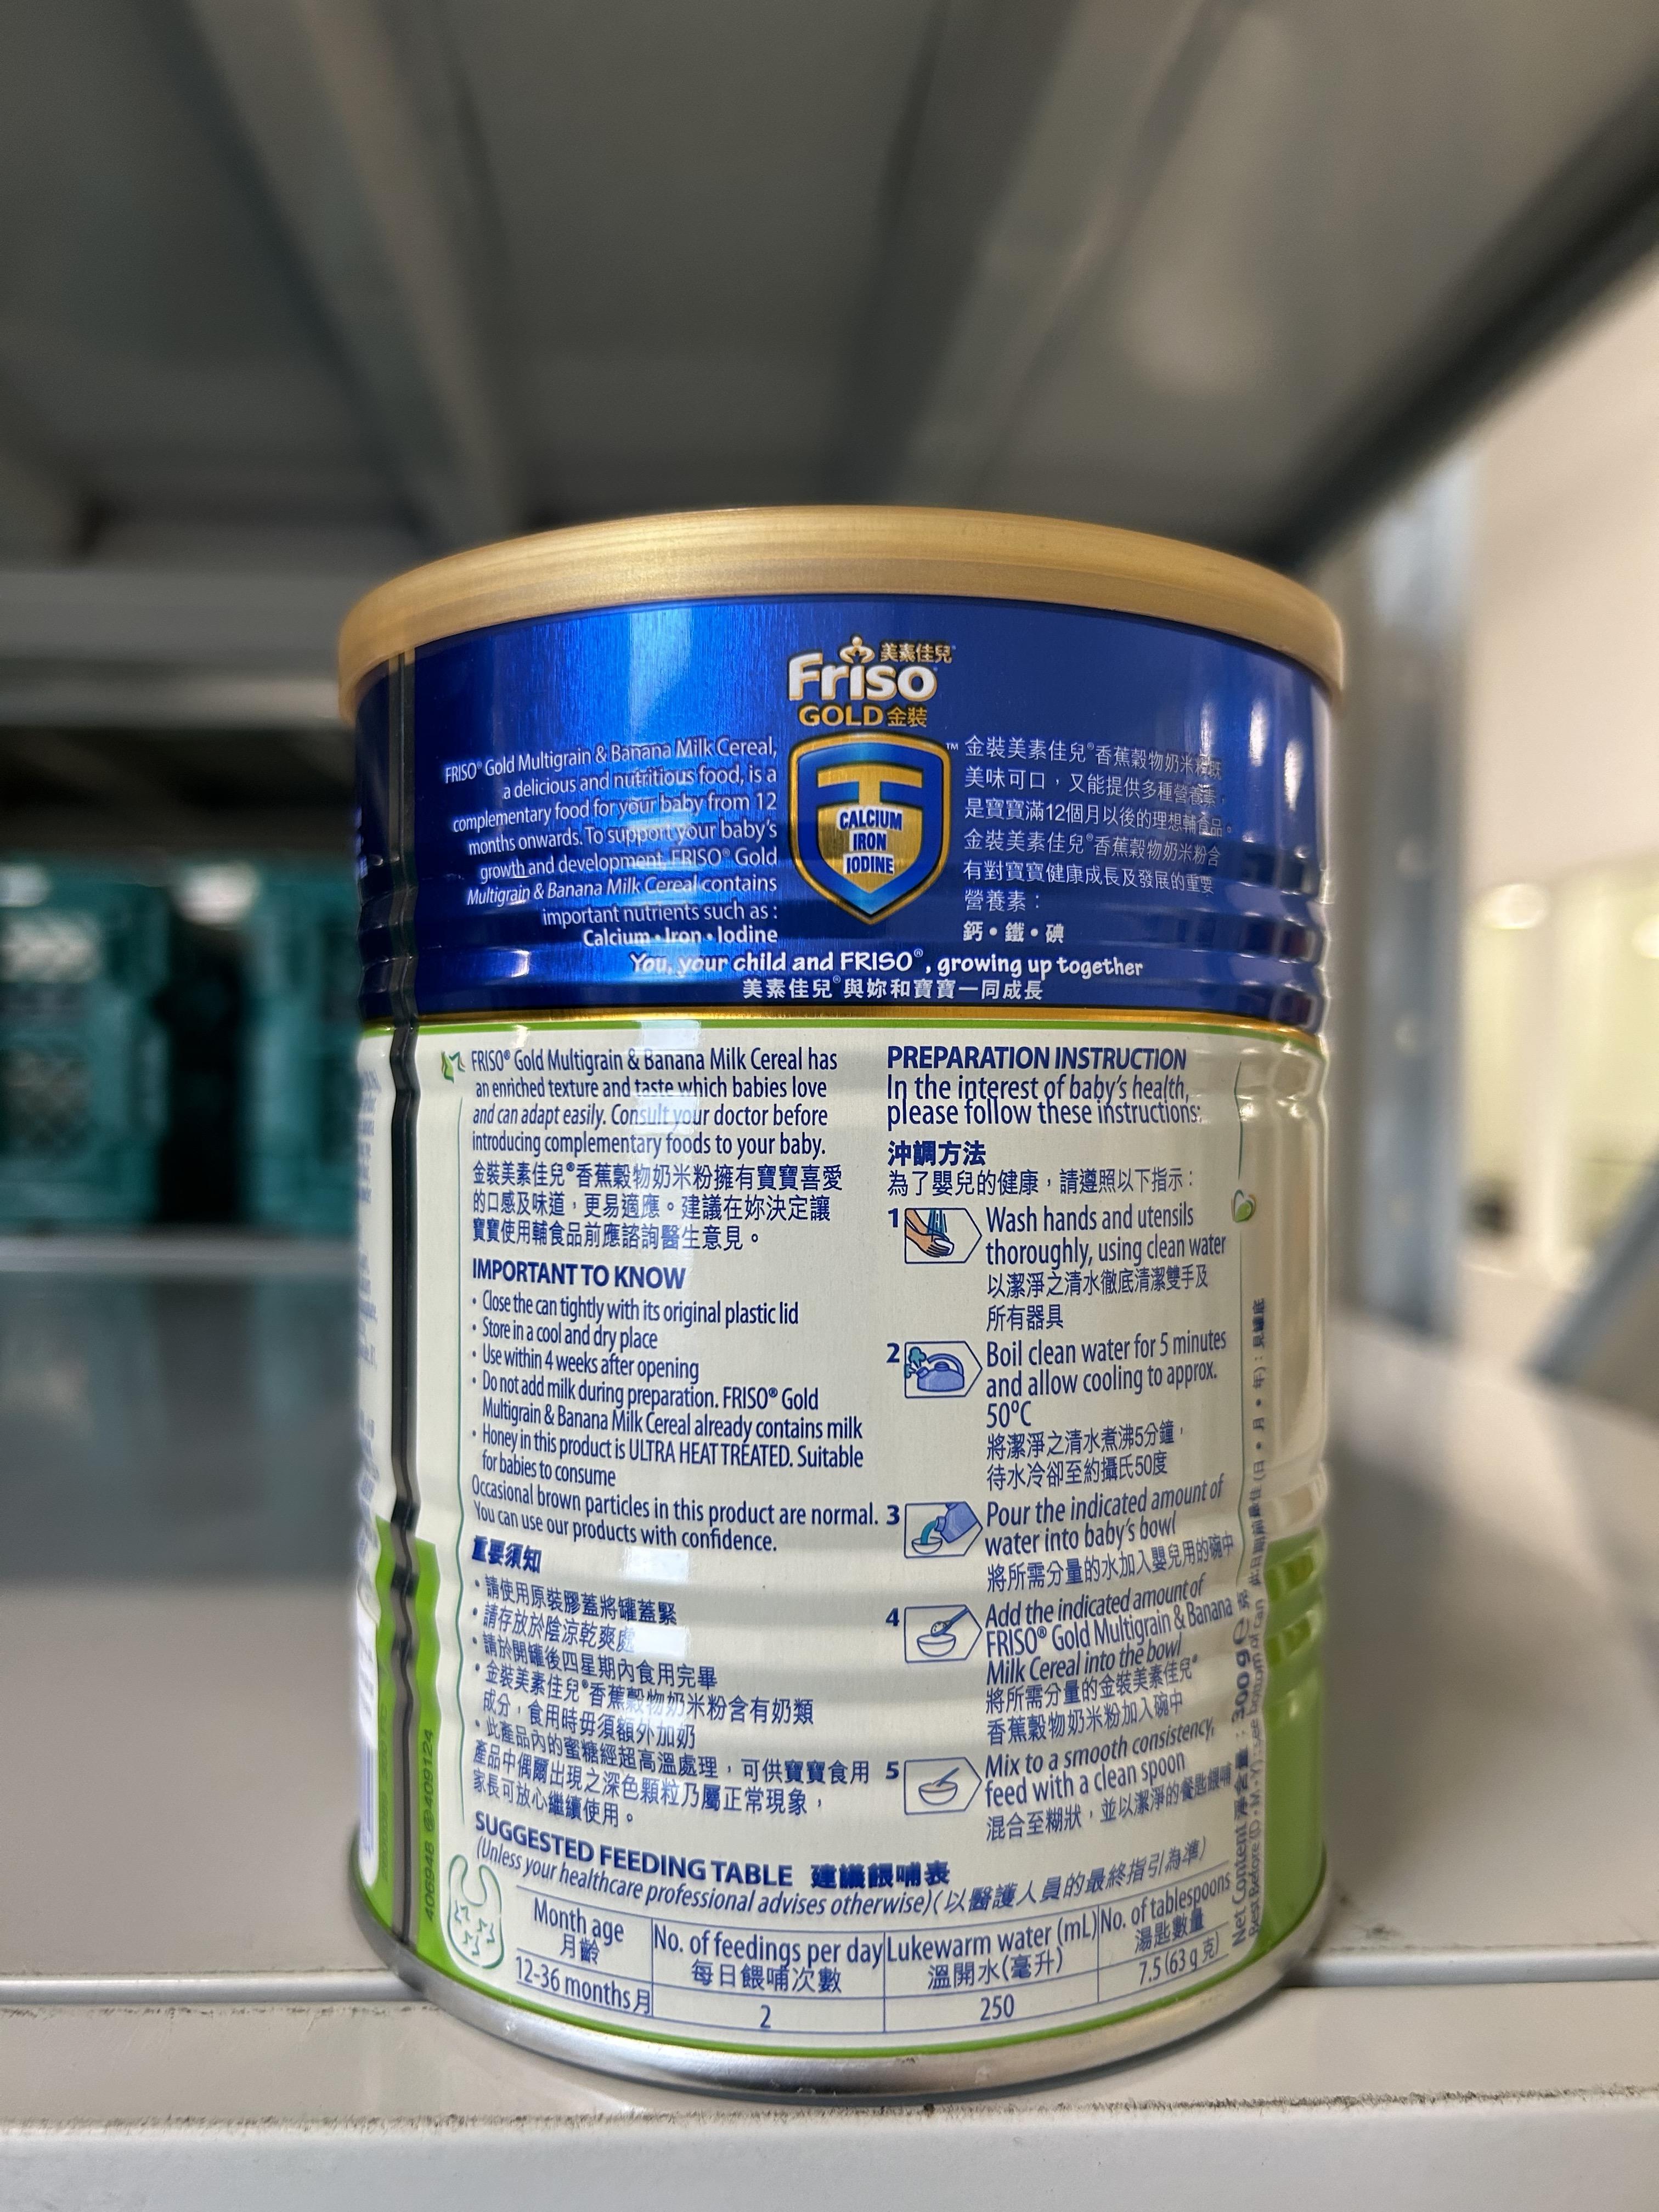 美素佳兒®
Friso
GOLD 金裝
FRISO® Gold Multigrain & Banana Milk Cereal,
a delicious and nutritious food, is a
complementary food for your baby from 12
months onwards. To support your baby's
growth and development, FRISO® Gold
Multigrain & Banana Milk Cereal contains
important nutrients such as :
Calcium • Iron • Iodine
CALCIUM
IRON
IODINE
™
金裝美素佳兒®香蕉穀物奶米粉既
美味可口，又能提供多種營養素，
是寶寶滿12個月以後的理想輔食品。
金裝美素佳兒®香蕉穀物奶米粉含
有對寶寶健康成長及發展的重要
營養素：
鈣 • 鐵 • 碘
You, your child and FRISO®, growing up together
美素佳兒®與妳和寶寶一同成長
FRISO® Gold Multigrain & Banana Milk Cereal has
an enriched texture and taste which babies love
and can adapt easily. Consult your doctor before
introducing complementary foods to your baby.
金裝美素佳兒®香蕉穀物奶米粉擁有寶寶喜愛
的口感及味道，更易適應。建議在妳決定讓
寶寶使用輔食品前應諮詢醫生意見。
IMPORTANT TO KNOW
• Close the can tightly with its original plastic lid
• Store in a cool and dry place
• Use within 4 weeks after opening
• Do not add milk during preparation. FRISO® Gold
Multigrain & Banana Milk Cereal already contains milk
• Honey in this product is ULTRA HEAT TREATED. Suitable
for babies to consume
Occasional brown particles in this product are normal.
You can use our products with confidence.
重要須知
• 請使用原裝膠蓋將罐蓋緊
• 請存放於陰涼乾爽處
• 請於開罐後四星期內食用完畢
• 金裝美素佳兒®香蕉穀物奶米粉含有奶類
成分，食用時毋須額外加奶
• 此產品內的蜜糖經超高溫處理，可供寶寶食用
產品中偶爾出現之深色顆粒乃屬正常現象，
家長可放心繼續使用。
PREPARATION INSTRUCTION
In the interest of baby's health,
please follow these instructions:
沖調方法
為了嬰兒的健康，請遵照以下指示：
1 Wash hands and utensils
thoroughly, using clean water
以潔淨之清水徹底清潔雙手及
所有器具
2 Boil clean water for 5 minutes
and allow cooling to approx.
50°C
將潔淨之清水煮沸5分鐘，
待水冷卻至約攝氏50度
3 Pour the indicated amount of
water into baby's bowl
將所需分量的水加入嬰兒用的碗中
4 Add the indicated amount of
FRISO® Gold Multigrain & Banana
Milk Cereal into the bowl
將所需分量的金裝美素佳兒®
香蕉穀物奶米粉加入碗中
5 Mix to a smooth consistency,
feed with a clean spoon
混合至糊狀，並以潔淨的餐匙餵哺
SUGGESTED FEEDING TABLE 建議餵哺表
(Unless your healthcare professional advises otherwise)(以醫護人員的最終指引為準)
Month age No. of feedings per day Lukewarm water (mL) No. of tablespoons
月齡 每日餵哺次數 溫開水(毫升) 湯匙數量
12-36 months月 2 250 7.5 (63 g 克)
Net Content 淨含量 : 300 g e 克
Best Before (D • M • Y): see bottom of can 此日期前最佳 (日 • 月 • 年) : 見罐底
406948 @409124